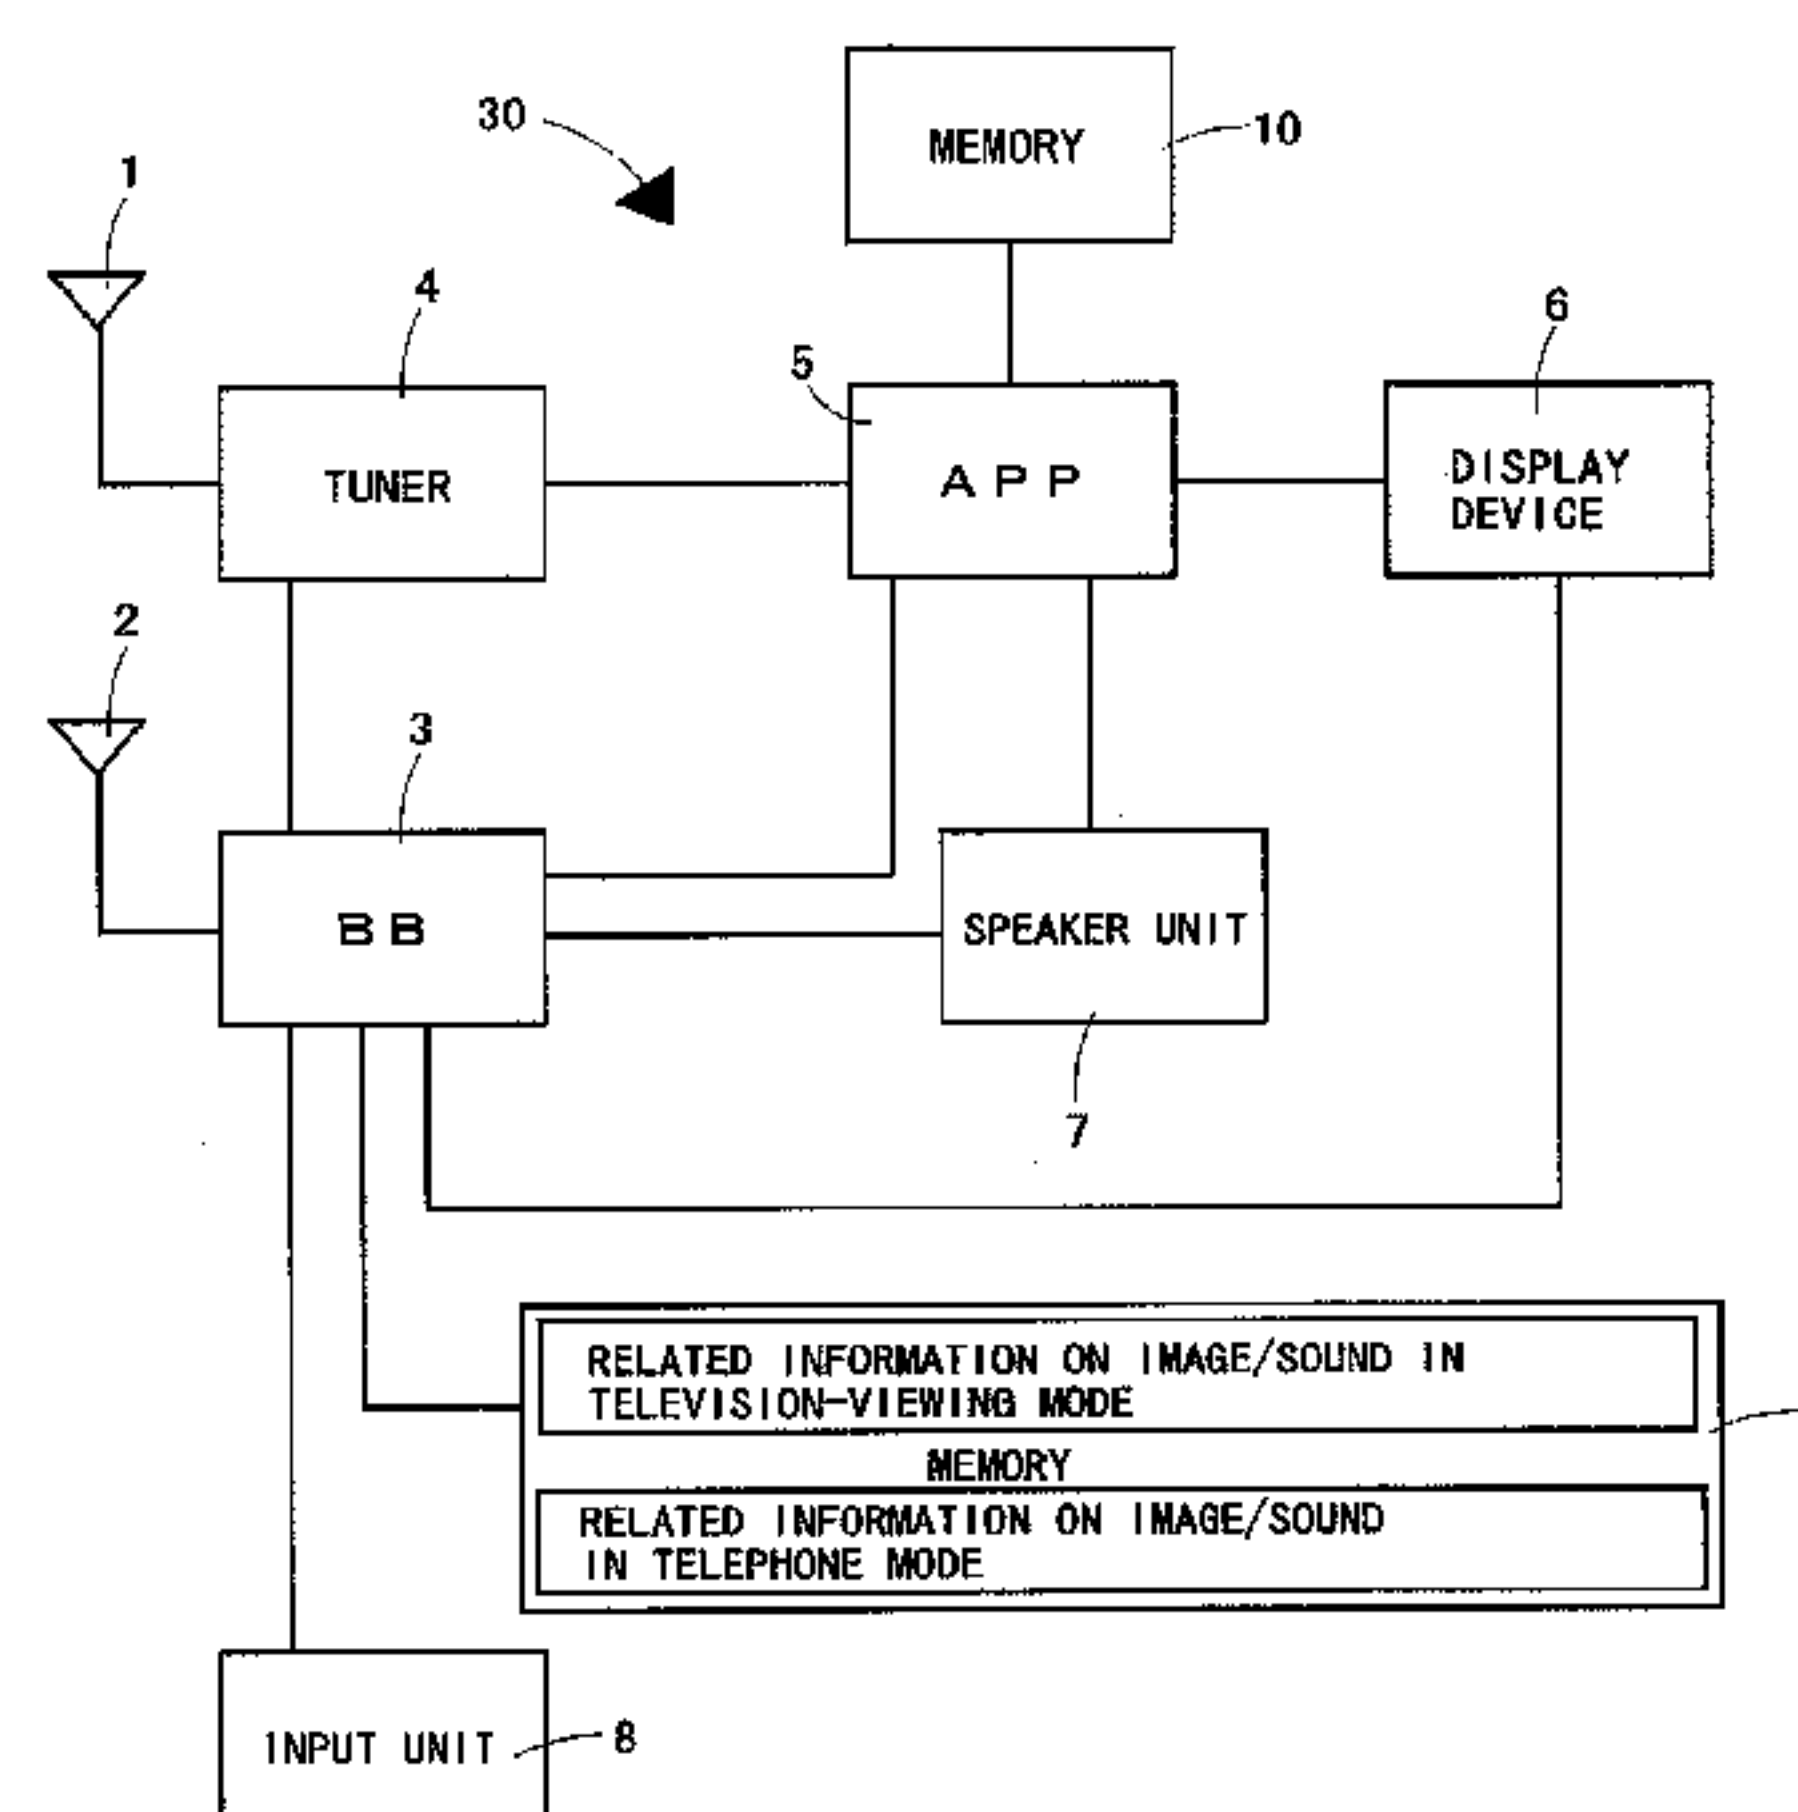 30
MEMORY
10
1
4
5
6
TUNER
APP
DISPLAY
DEVICE
2
3
BB
SPEAKER UNIT
7
RELATED INFORMATION ON IMAGE/SOUND IN
TELEVISION-VIEWING MODE
MEMORY
RELATED INFORMATION ON IMAGE/SOUND
IN TELEPHONE MODE
INPUT UNIT
8